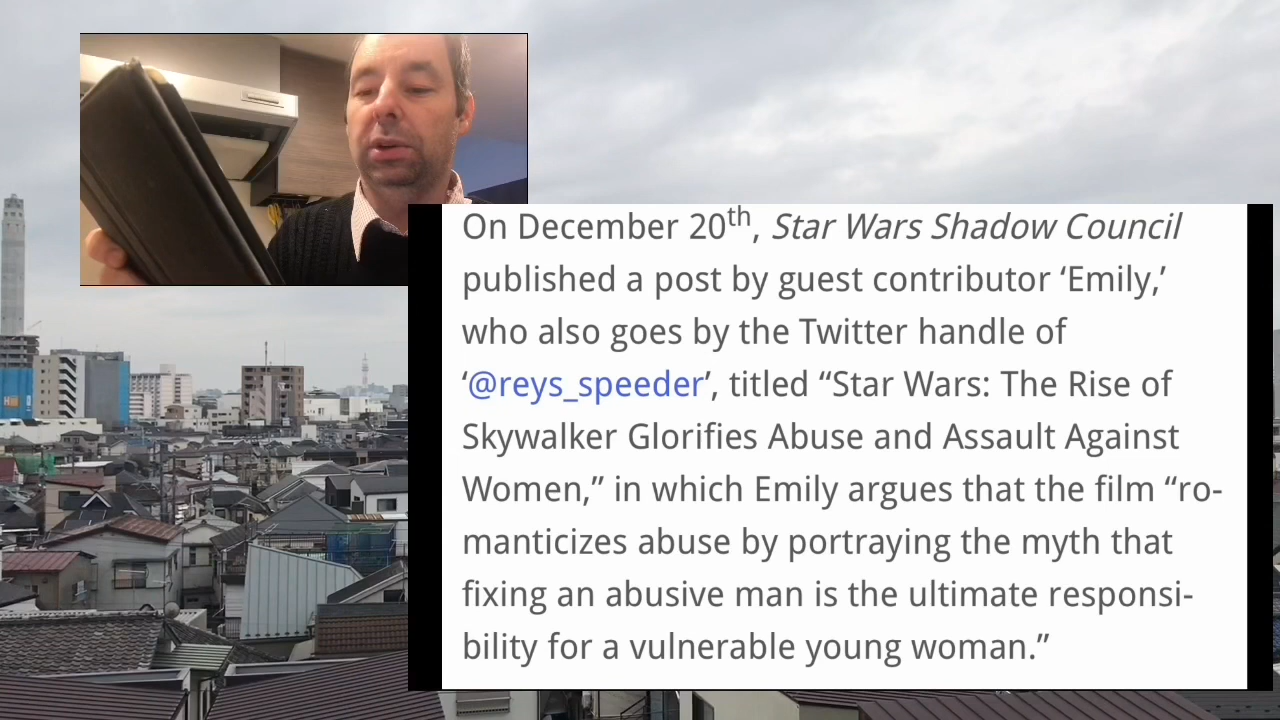 On December 20th, Star Wars Shadow Council
published a post by guest contributor ‘Emily,’
who also goes by the Twitter handle of
‘@reys_speeder’, titled “Star Wars: The Rise of
Skywalker Glorifies Abuse and Assault Against
Women,” in which Emily argues that the film “ro-
manticizes abuse by portraying the myth that
fixing an abusive man is the ultimate responsi-
bility for a vulnerable young woman.”